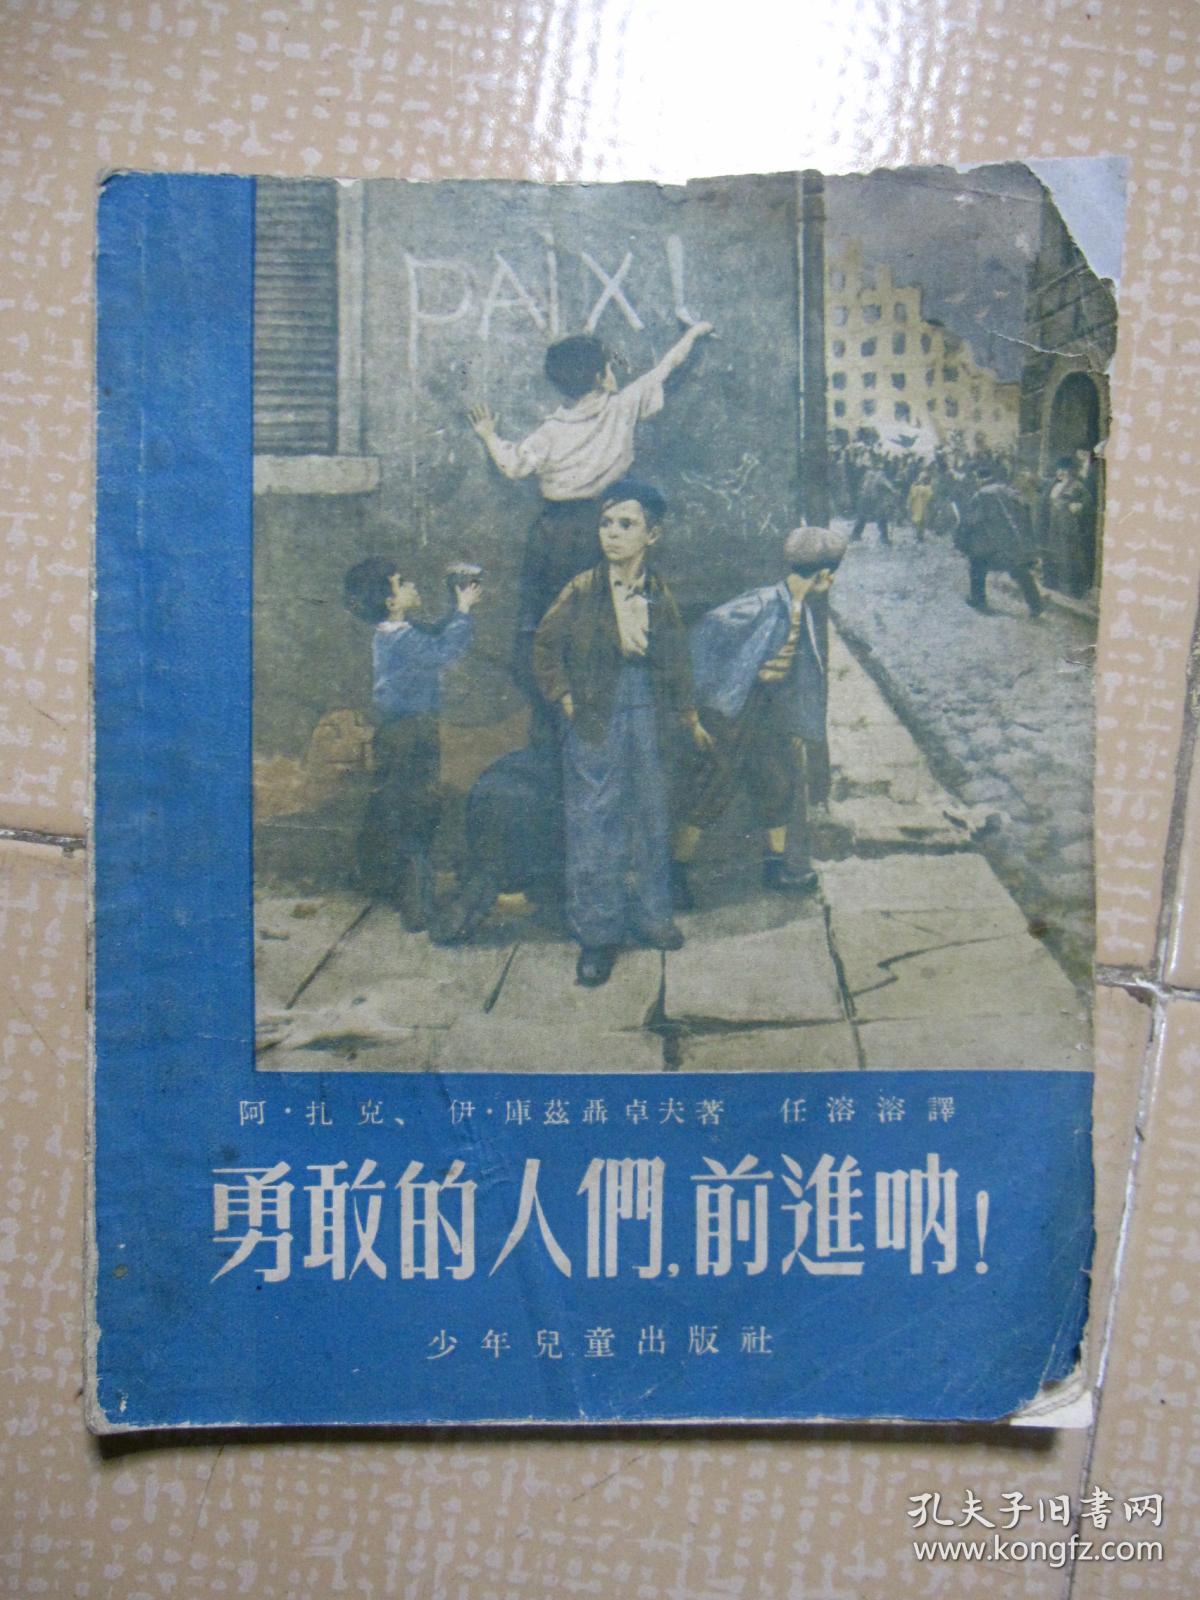 PAIX!
阿·扎克、伊·庫茲聶卓夫著 任溶溶譯
勇敢的人們,前進吶!
少年兒童出版社
孔夫子旧书网
www.kongfz.com